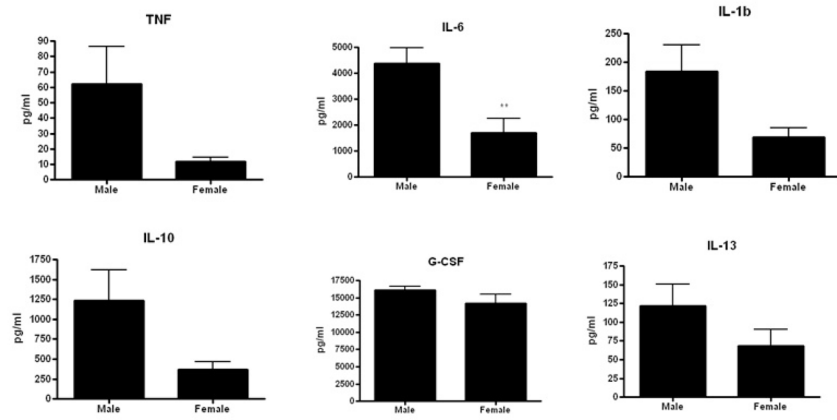 TNF
90
80
70
60
50
40
30
20
10
0
pg/ml
Male Female
IL-6
5000
4000
3000
2000
1000
0
pg/ml
**
Male Female
IL-1b
250
200
150
100
50
0
pg/ml
Male Female
IL-10
1750
1500
1250
1000
750
500
250
0
pg/ml
Male Female
G-CSF
17500
15000
12500
10000
7500
5000
2500
0
pg/ml
Male Female
IL-13
175
150
125
100
75
50
25
0
pg/ml
Male Female